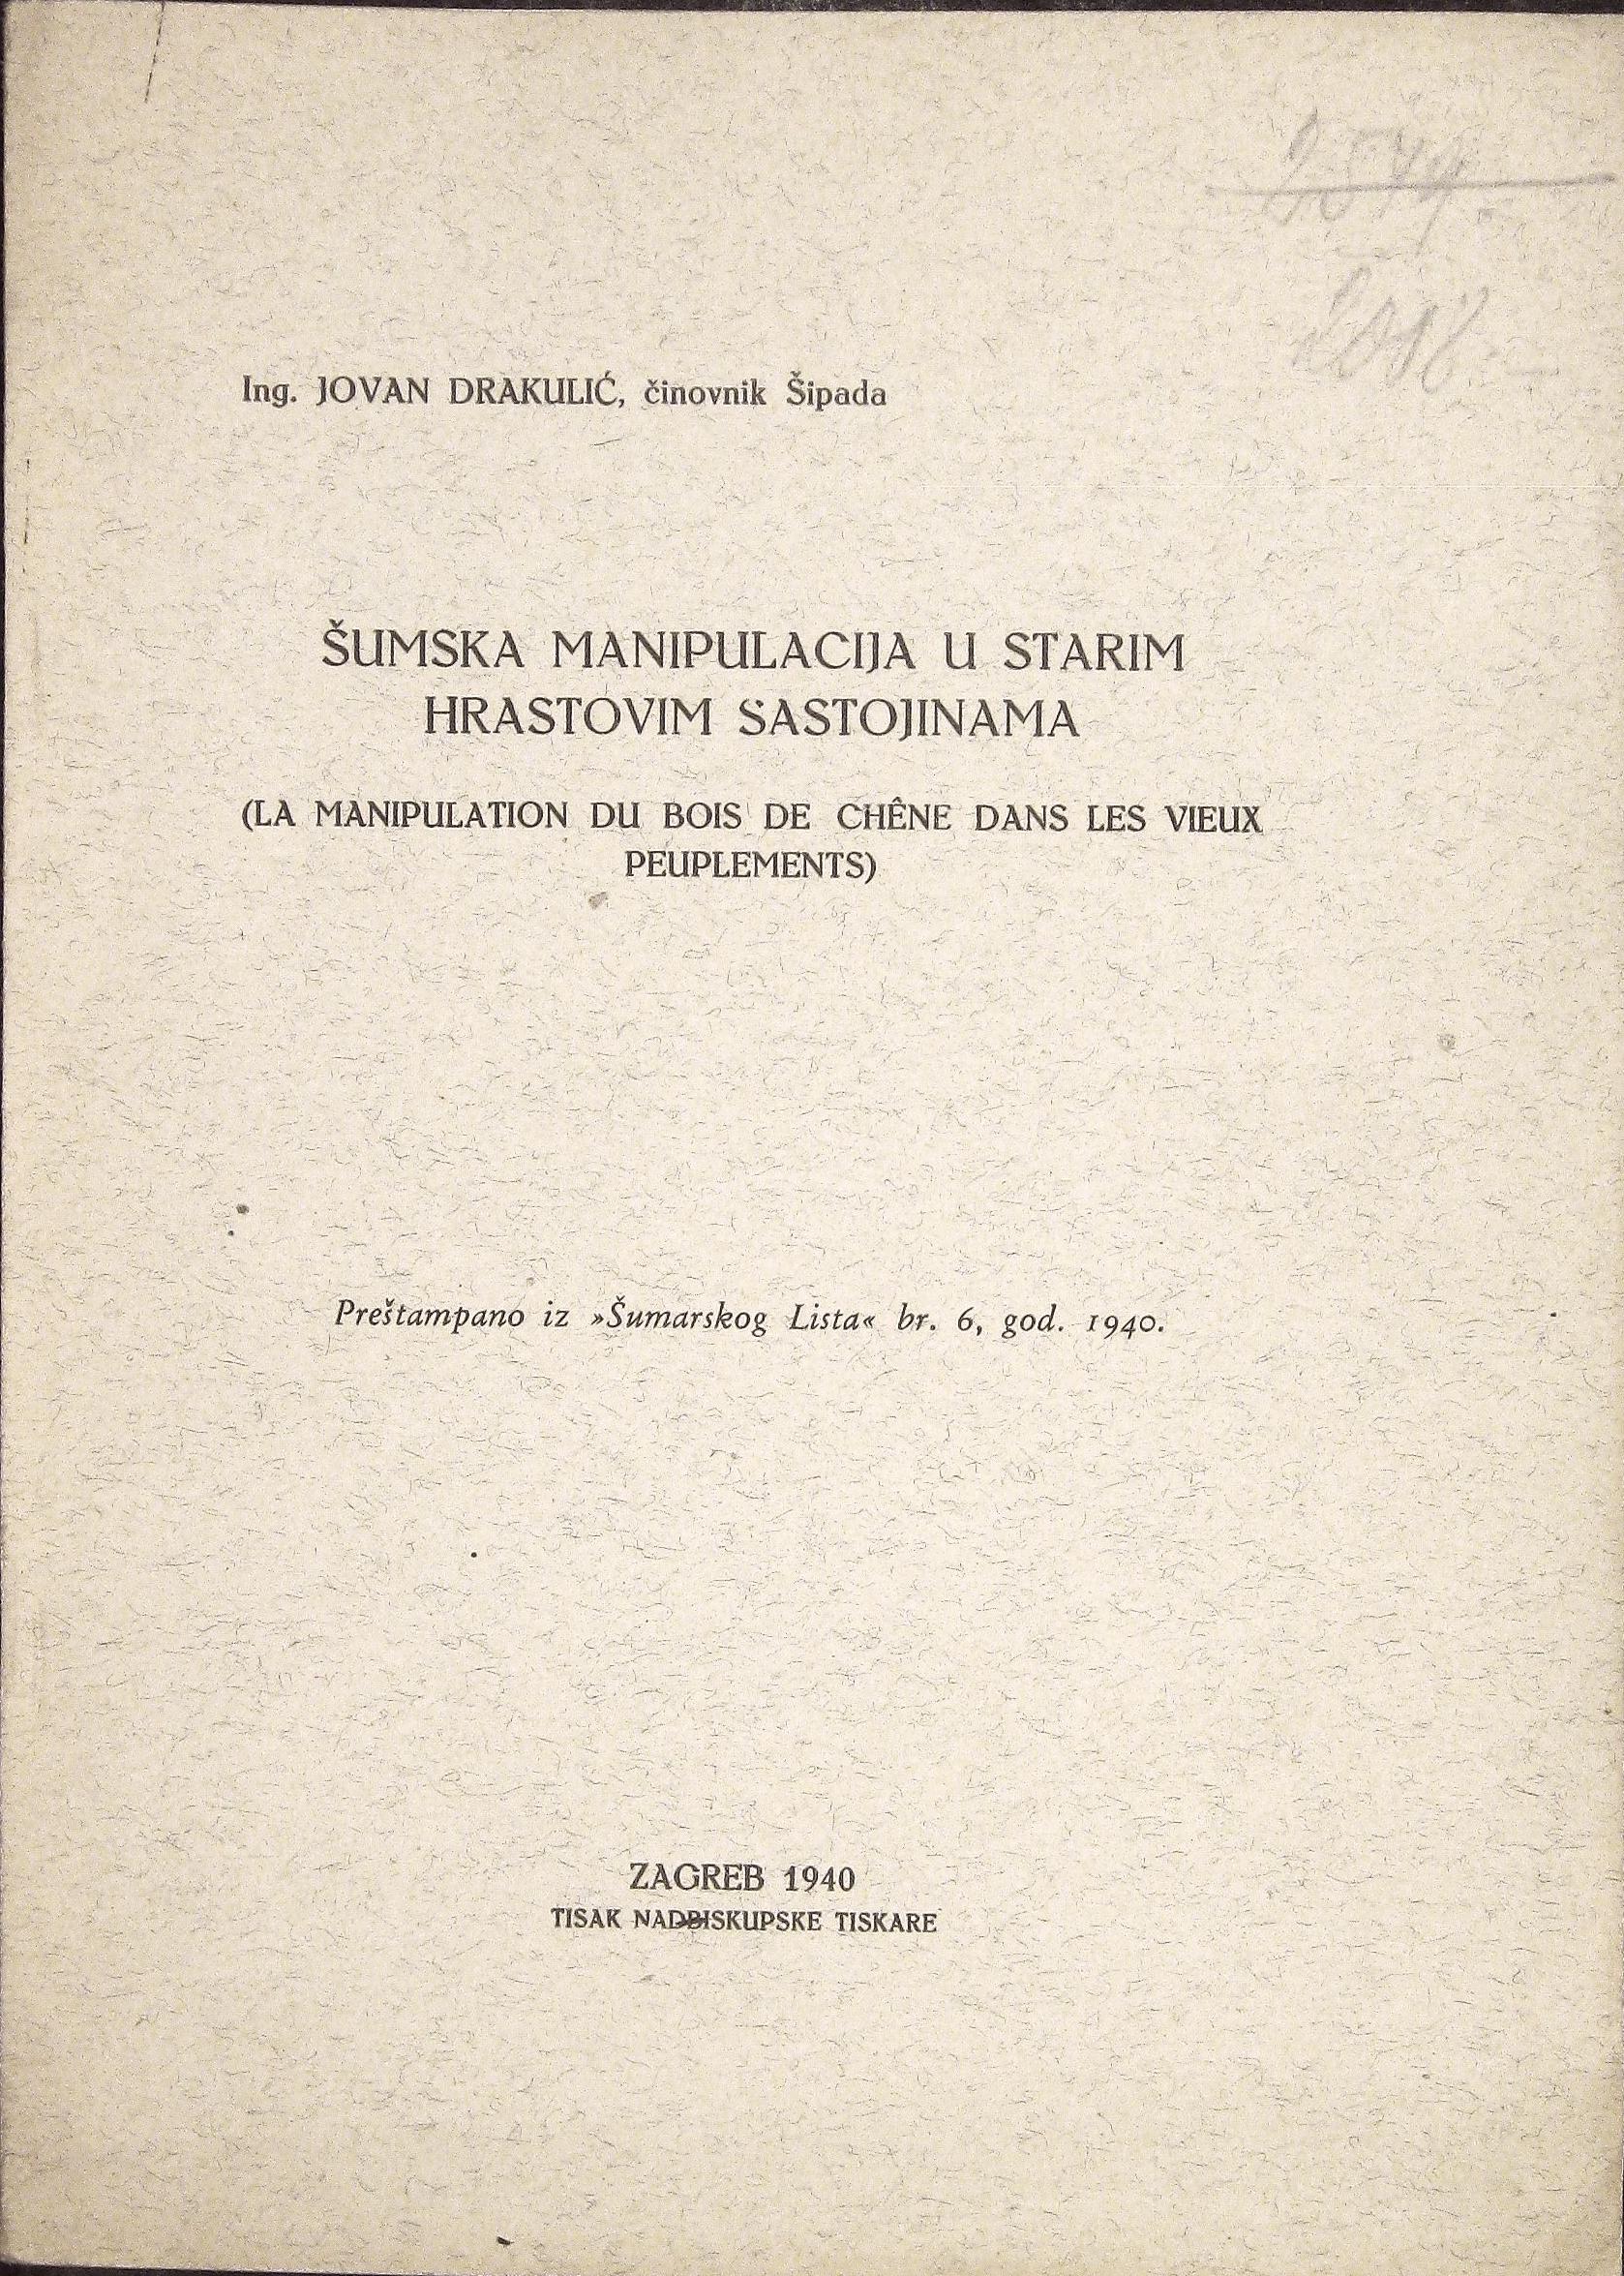 Ing. JOVAN DRAKULIĆ, činovnik Šipada
ŠUMSKA MANIPULACIJA U STARIM
HRASTOVIM SASTOJINAMA
(LA MANIPULATION DU BOIS DE CHÊNE DANS LES VIEUX
PEUPLEMENTS)
Preštampano iz »Šumarskog Lista« br. 6, god. 1940.
ZAGREB 1940
TISAK NADBISKUPSKE TISKARE